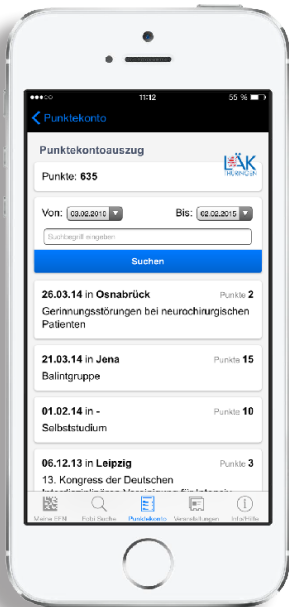 11:12
55 %
Punktekonto
Punktekontoauszug
LÄK
THÜRINGEN
Punkte: 635
Von:
Bis: 02.02.2015
Suchbegriff eingeben
Suchen
26.03.14 in Osnabrück Punkte 2
Gerinnungsstörungen bei neurochirurgischen
Patienten
21.03.14 in Jena Punkte 15
Balintgruppe
01.02.14 in - Punkte 10
Selbststudium
06.12.13 in Leipzig Punkte 3
13. Kongress der Deutschen
Meine EFN Fobi Suche Punktekonto Veranstaltungen Info/Hilfe